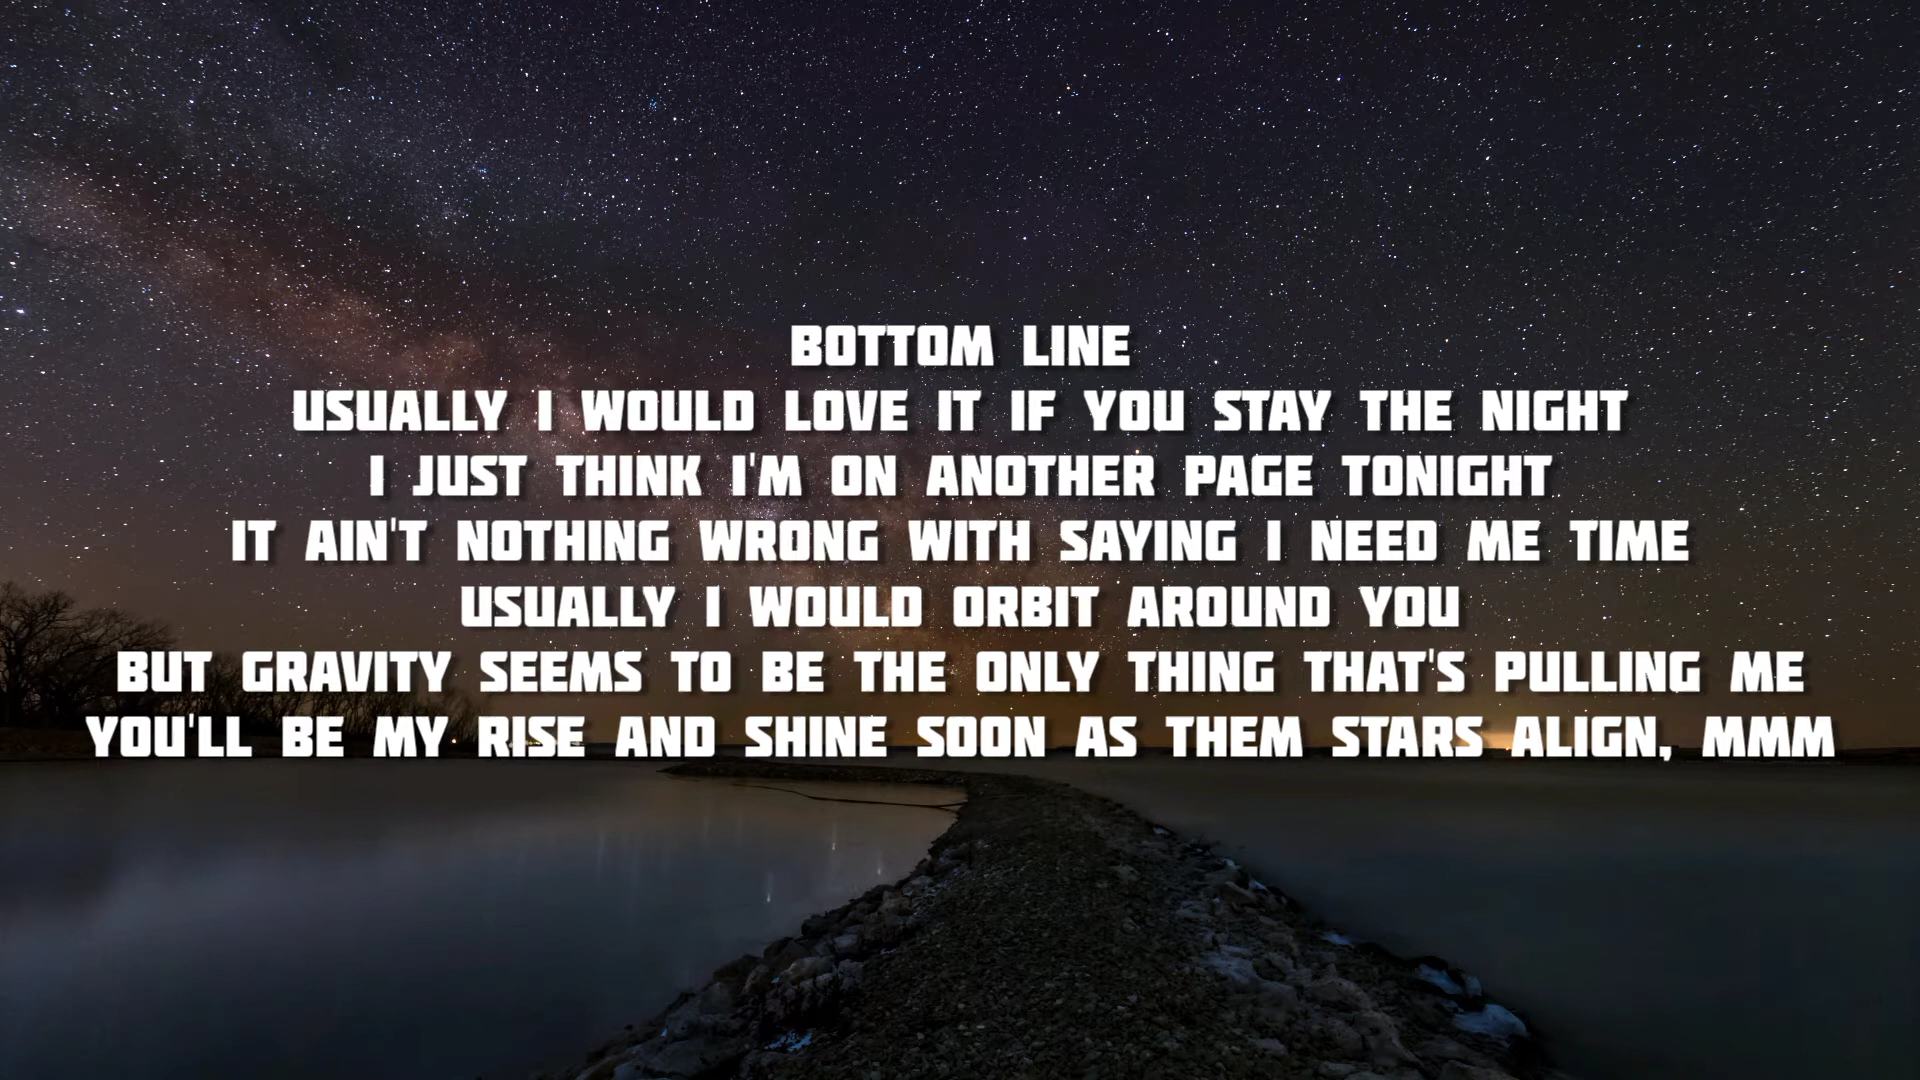 BOTTOM LINE
USUALLY I WOULD LOVE IT IF YOU STAY THE NIGHT
I JUST THINK I'M ON ANOTHER PAGE TONIGHT
IT AIN'T NOTHING WRONG WITH SAYING I NEED ME TIME
USUALLY I WOULD ORBIT AROUND YOU
BUT GRAVITY SEEMS TO BE THE ONLY THING THAT'S PULLING ME
YOU'LL BE MY RISE AND SHINE SOON AS THEM STARS ALIGN, MMM